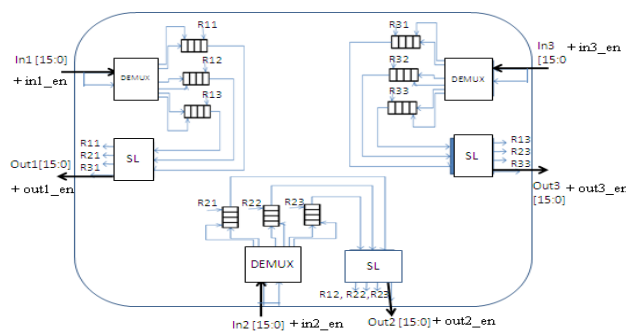 R11
R31
In1 [15:0]
+ in1_en
DEMUX
R12
R13
R32
R33
DEMUX
In3
[15:0
+ in3_en
R11
R21
R31
SL
Out1[15:0]
+ out1_en
SL
R13
R23
R33
Out3
[15:0]
+ out3_en
R21
R22
R23
DEMUX
SL
R12, R22,R23
In2 [15:0] + in2_en
Out2 [15:0] + out2_en